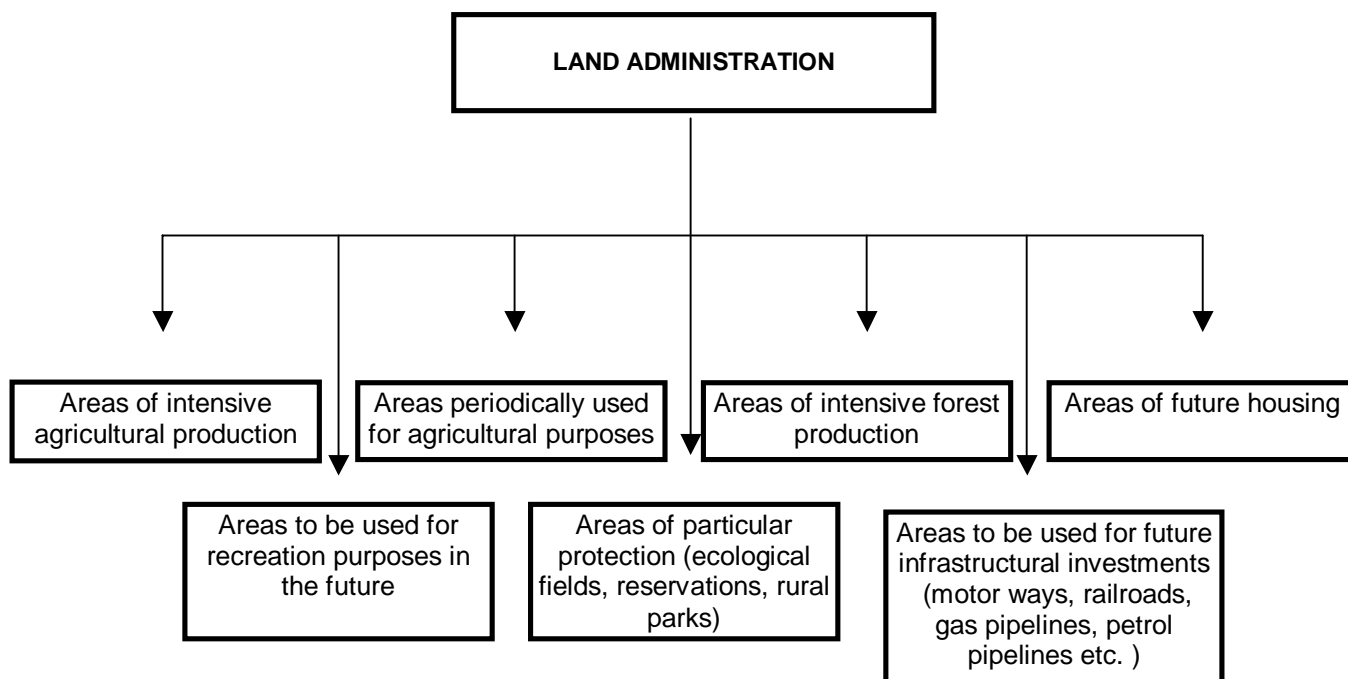 LAND ADMINISTRATION
Areas of intensive
agricultural production
Areas periodically used
for agricultural purposes
Areas of intensive forest
production
Areas of future housing
Areas to be used for
recreation purposes in
the future
Areas of particular
protection (ecological
fields, reservations, rural
parks)
Areas to be used for future
infrastructural investments
(motor ways, railroads,
gas pipelines, petrol
pipelines etc. )